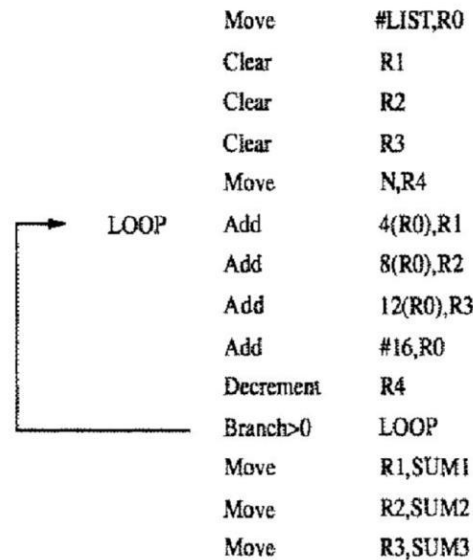 Move #LIST,R0
Clear R1
Clear R2
Clear R3
Move N,R4
LOOP Add 4(R0),R1
Add 8(R0),R2
Add 12(R0),R3
Add #16,R0
Decrement R4
Branch>0 LOOP
Move R1,SUM1
Move R2,SUM2
Move R3,SUM3